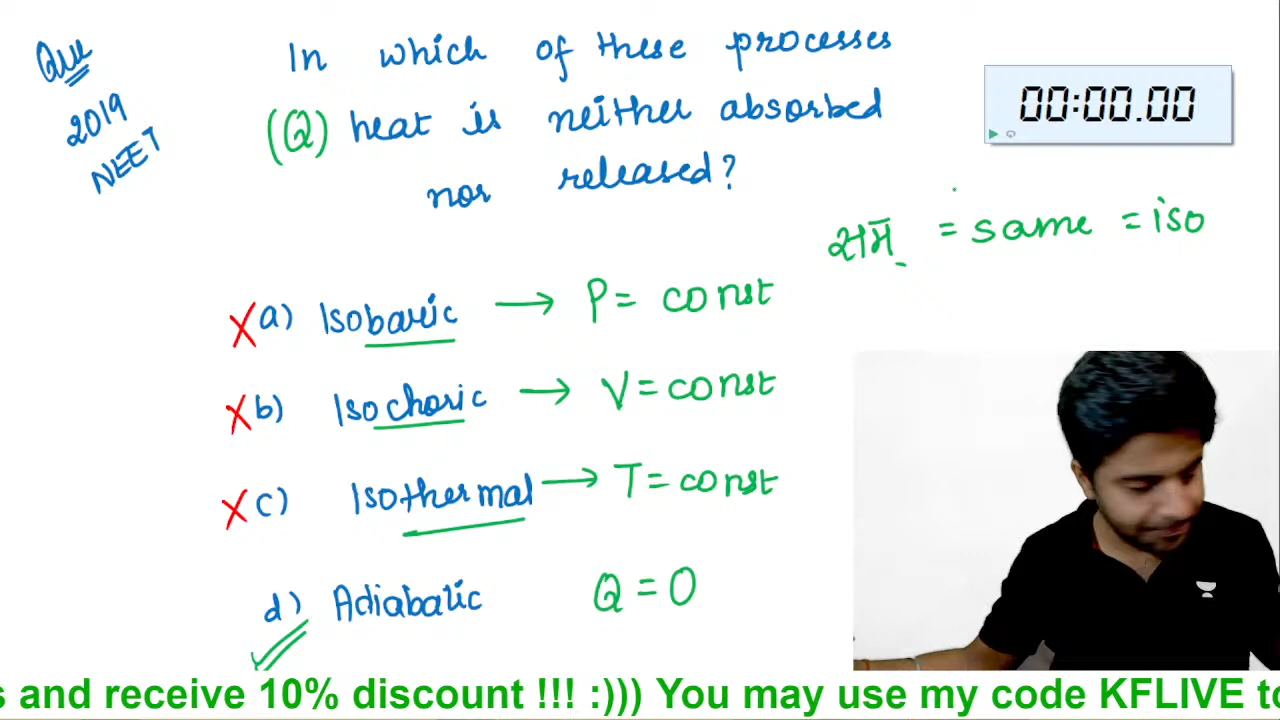 Que
2019
NEET
In which of these processes
(Q) heat is neither absorbed
nor released?
00:00.00
= same = iso
X a) Isobaric → P = const
X b) Isochoric → V = const
X c) Isothermal → T = const
d) Adiabatic Q = 0
s and receive 10% discount !!! :))) You may use my code KFLIVE to